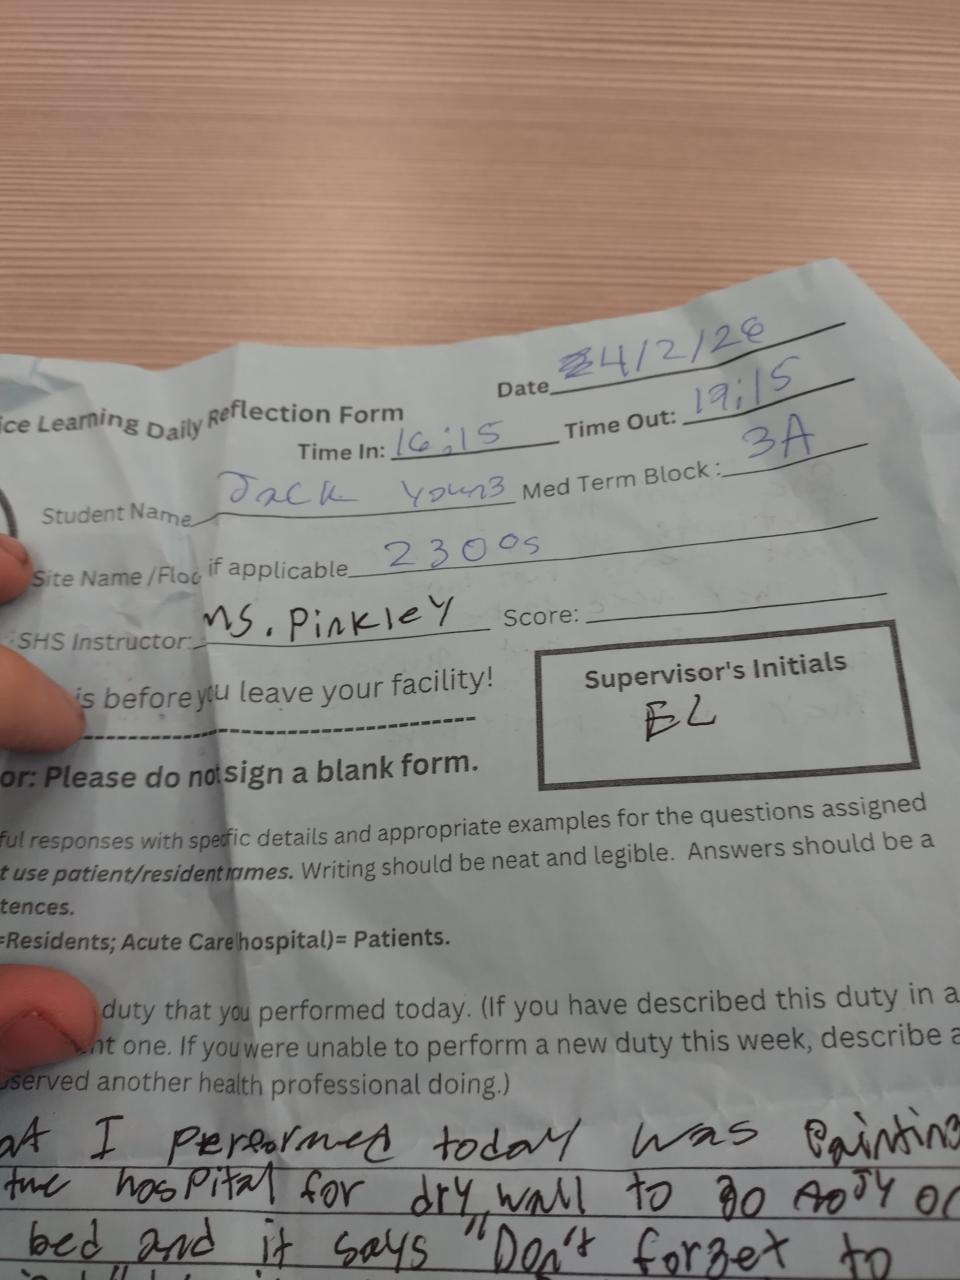 ice Learning Daily Reflection Form
Date 4/2/26
Time In: 16:15 Time Out: 19:15
Student Name Jack Young Med Term Block: 3A
Site Name /Floo if applicable 2300s
SHS Instructor: Ms. Pinkley Score:
is before you leave your facility!
Supervisor's Initials
EL
or: Please do not sign a blank form.
ful responses with specific details and appropriate examples for the questions assigned
t use patient/resident names. Writing should be neat and legible. Answers should be a
tences.
=Residents; Acute Care hospital)= Patients.
duty that you performed today. (If you have described this duty in a
nt one. If you were unable to perform a new duty this week, describe a
oserved another health professional doing.)
at I performed today was Painting
the hospital for dry wall to go
bed and it says "Don't forget to